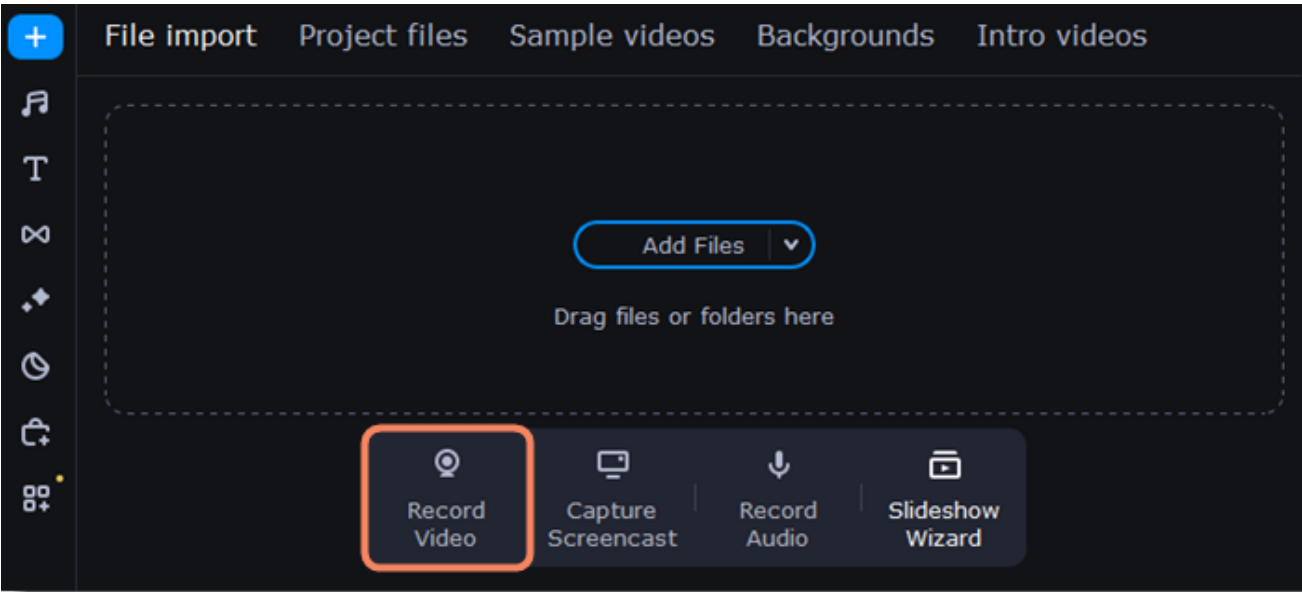 File import Project files Sample videos Backgrounds Intro videos
T
Add Files
Drag files or folders here
Record Video
Capture Screencast
Record Audio
Slideshow Wizard